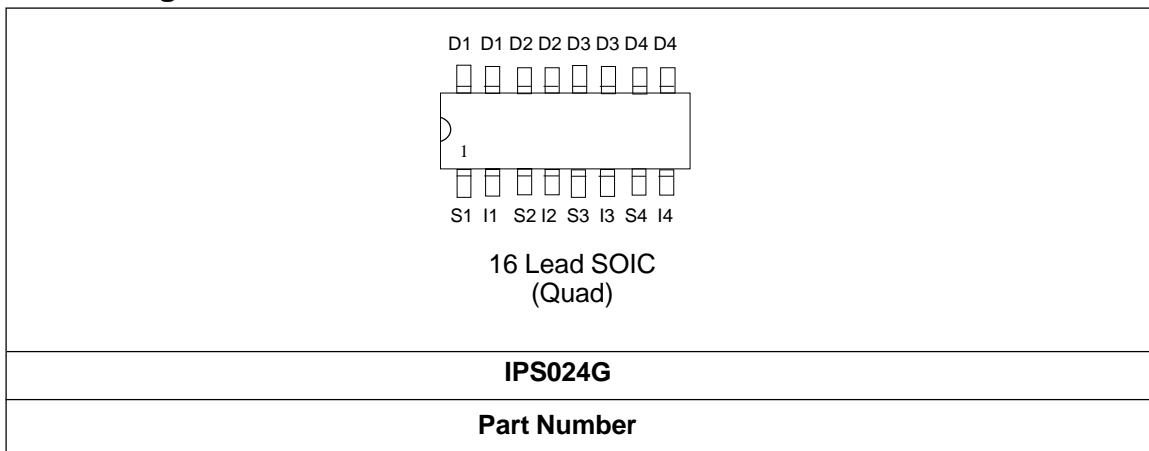 D1 D1 D2 D2 D3 D3 D4 D4
1
S1 I1 S2 I2 S3 I3 S4 I4
16 Lead SOIC
(Quad)
IPS024G
Part Number